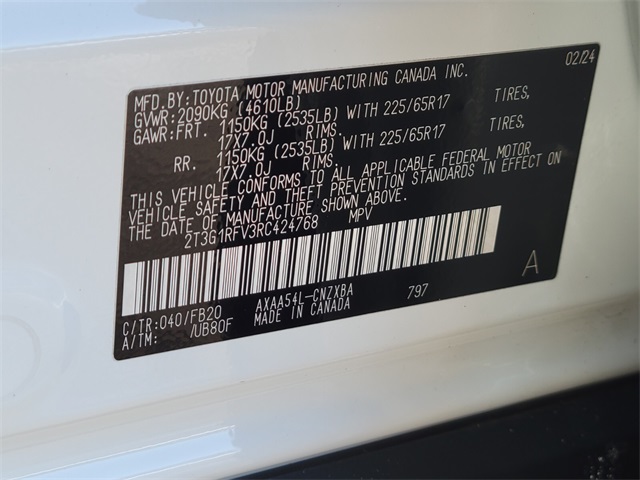 02/24
MFD.BY:TOYOTA MOTOR MANUFACTURING CANADA INC.
GVWR:2090KG (4610LB)
GAWR:FRT. 1150KG (2535LB) WITH 225/65R17 TIRES,
17X7.0J RIMS.
RR. 1150KG (2535LB) WITH 225/65R17 TIRES,
17X7.0J RIMS.
THIS VEHICLE CONFORMS TO ALL APPLICABLE FEDERAL MOTOR
VEHICLE SAFETY AND THEFT PREVENTION STANDARDS IN EFFECT ON
THE DATE OF MANUFACTURE SHOWN ABOVE.
2T3G1RFV3RC424768 MPV
A
C/TR:040/FB20 AXAA54L-CNZXBA 797
A/TM: /UB80F MADE IN CANADA